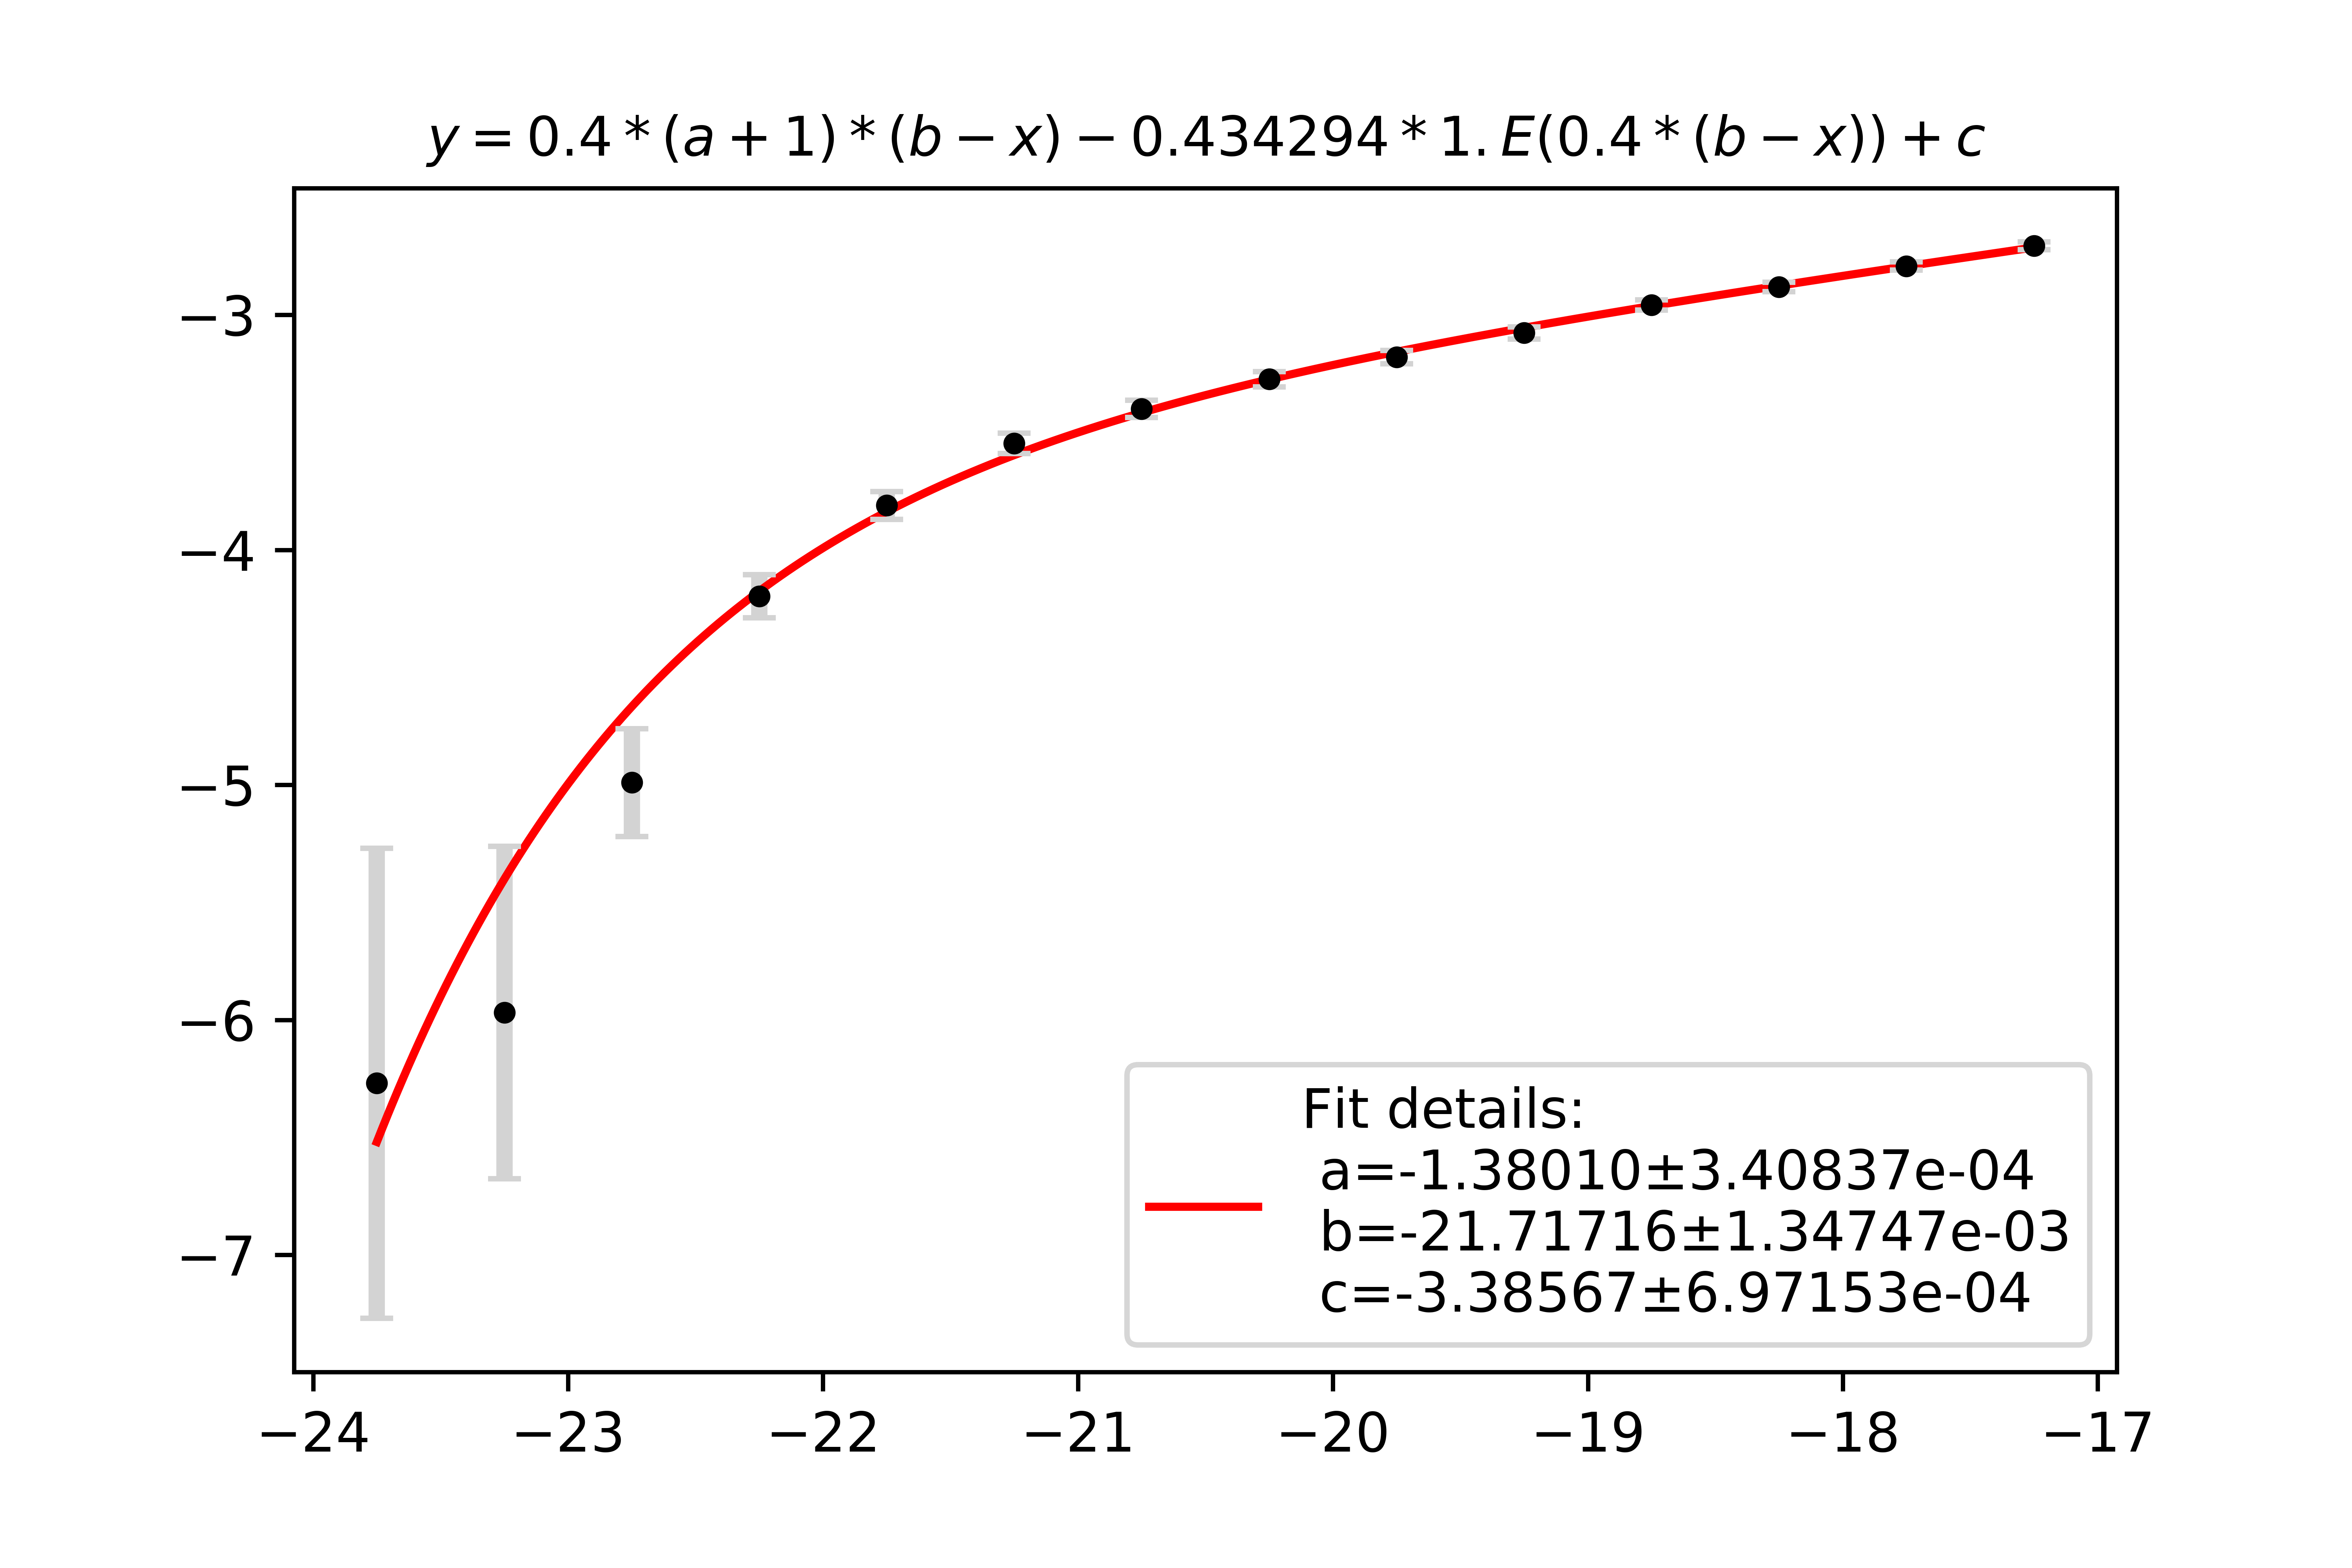 y = 0.4 * (a + 1) * (b − x) − 0.434294 * 1. E(0.4 * (b − x)) + c
−3
−4
−5
−6
−7
Fit details:
a=-1.38010±3.40837e-04
b=-21.71716±1.34747e-03
c=-3.38567±6.97153e-04
−24 −23 −22 −21 −20 −19 −18 −17